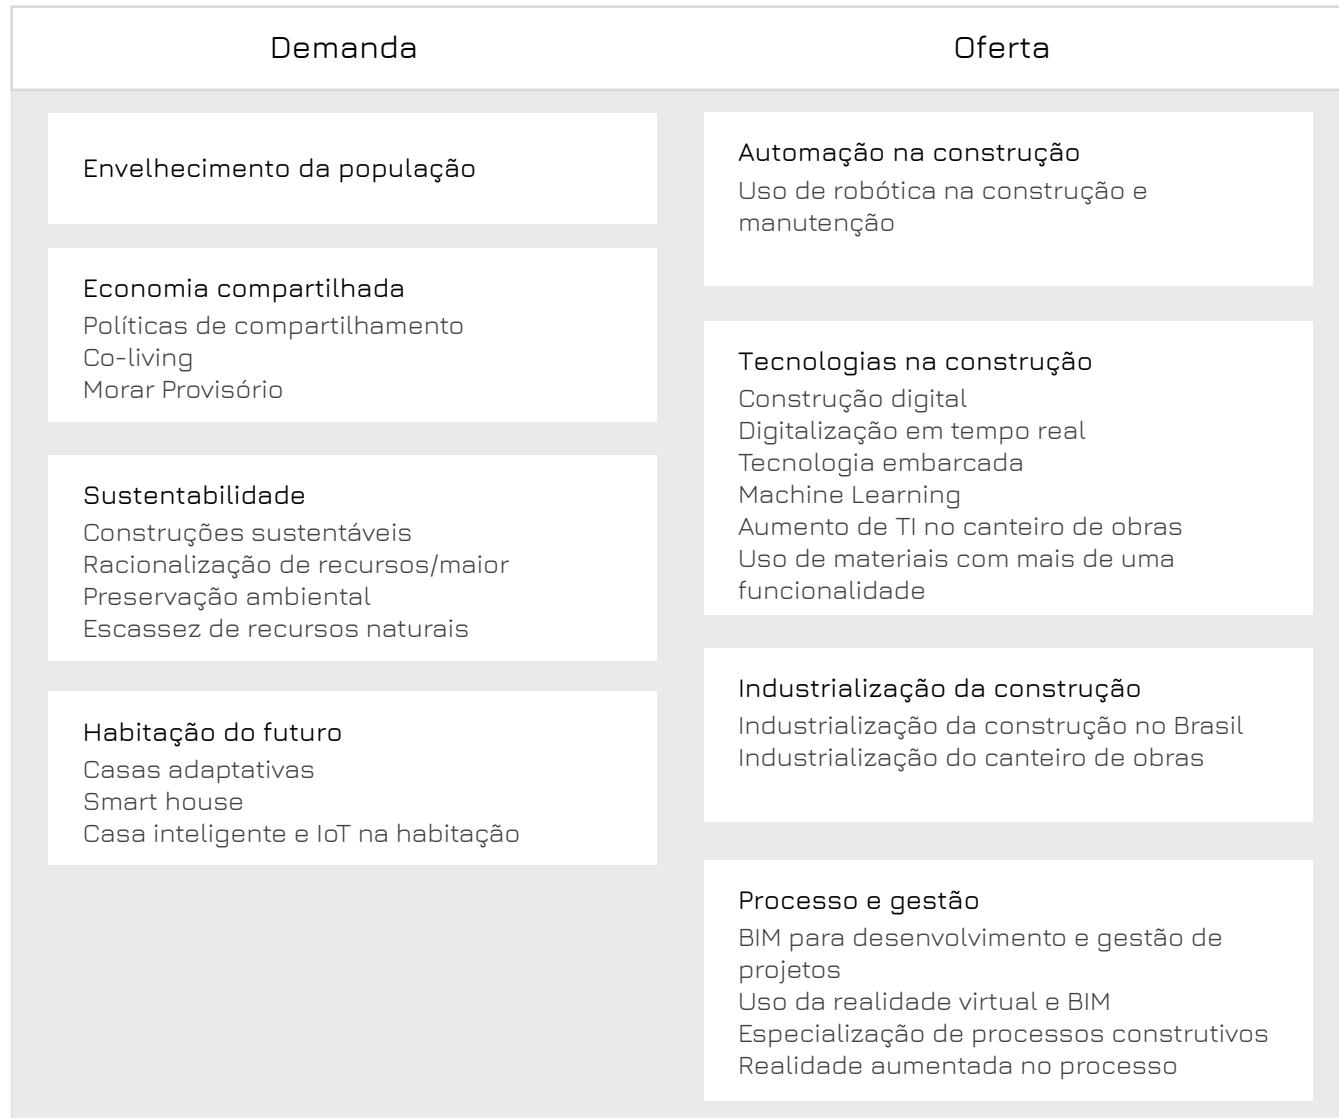 Demanda
Oferta
Envelhecimento da população
Economia compartilhada
Políticas de compartilhamento
Co-living
Morar Provisório
Sustentabilidade
Construções sustentáveis
Racionalização de recursos/maior
Preservação ambiental
Escassez de recursos naturais
Habitação do futuro
Casas adaptativas
Smart house
Casa inteligente e IoT na habitação
Automação na construção
Uso de robótica na construção e
manutenção
Tecnologias na construção
Construção digital
Digitalização em tempo real
Tecnologia embarcada
Machine Learning
Aumento de TI no canteiro de obras
Uso de materiais com mais de uma
funcionalidade
Industrialização da construção
Industrialização da construção no Brasil
Industrialização do canteiro de obras
Processo e gestão
BIM para desenvolvimento e gestão de
projetos
Uso da realidade virtual e BIM
Especialização de processos construtivos
Realidade aumentada no processo